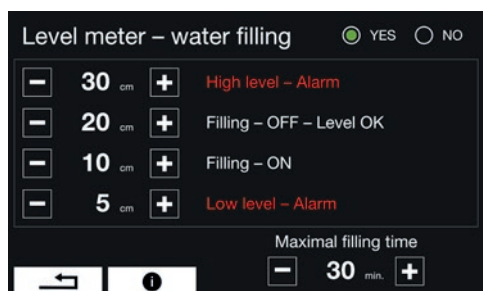 Level meter – water filling YES NO
30 cm High level – Alarm
20 cm Filling – OFF – Level OK
10 cm Filling – ON
5 cm Low level – Alarm
Maximal filling time
30 min.